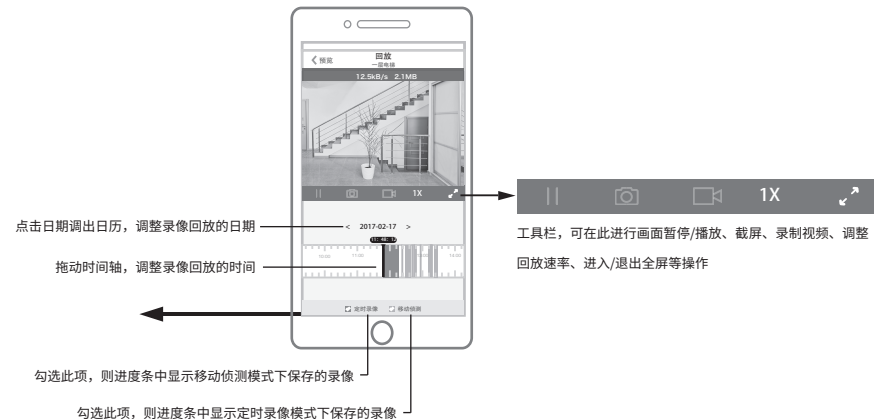 预览
回放
一层电梯
12.5kB/s 2.1MB
1X
1X
工具栏，可在此进行画面暂停/播放、截屏、录制视频、调整
回放速率、进入/退出全屏等操作
点击日期调出日历，调整录像回放的日期
< 2017-02-17 >
拖动时间轴，调整录像回放的时间
10:00 11:00 14:00
定时录像 移动侦测
勾选此项，则进度条中显示移动侦测模式下保存的录像
勾选此项，则进度条中显示定时录像模式下保存的录像